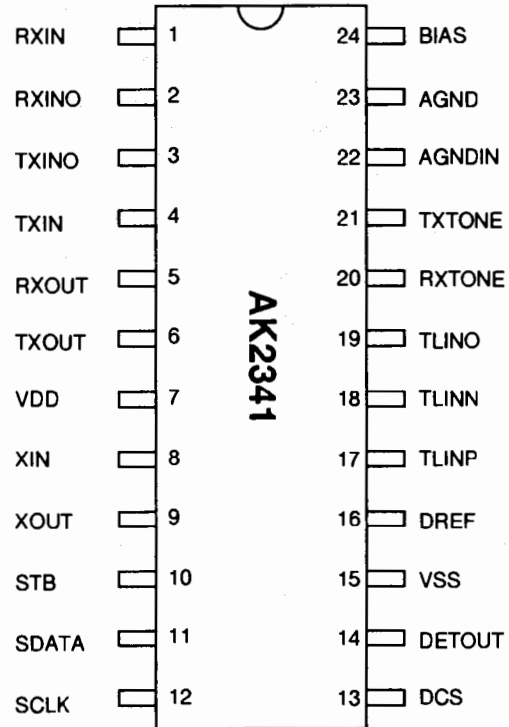 RXIN 1 24 BIAS
RXINO 2 23 AGND
TXINO 3 22 AGNDIN
TXIN 4 21 TXTONE
RXOUT 5 20 RXTONE
TXOUT 6 19 TLINO
VDD 7 18 TLINN
XIN 8 17 TLINP
XOUT 9 16 DREF
STB 10 15 VSS
SDATA 11 14 DETOUT
SCLK 12 13 DCS
AK2341